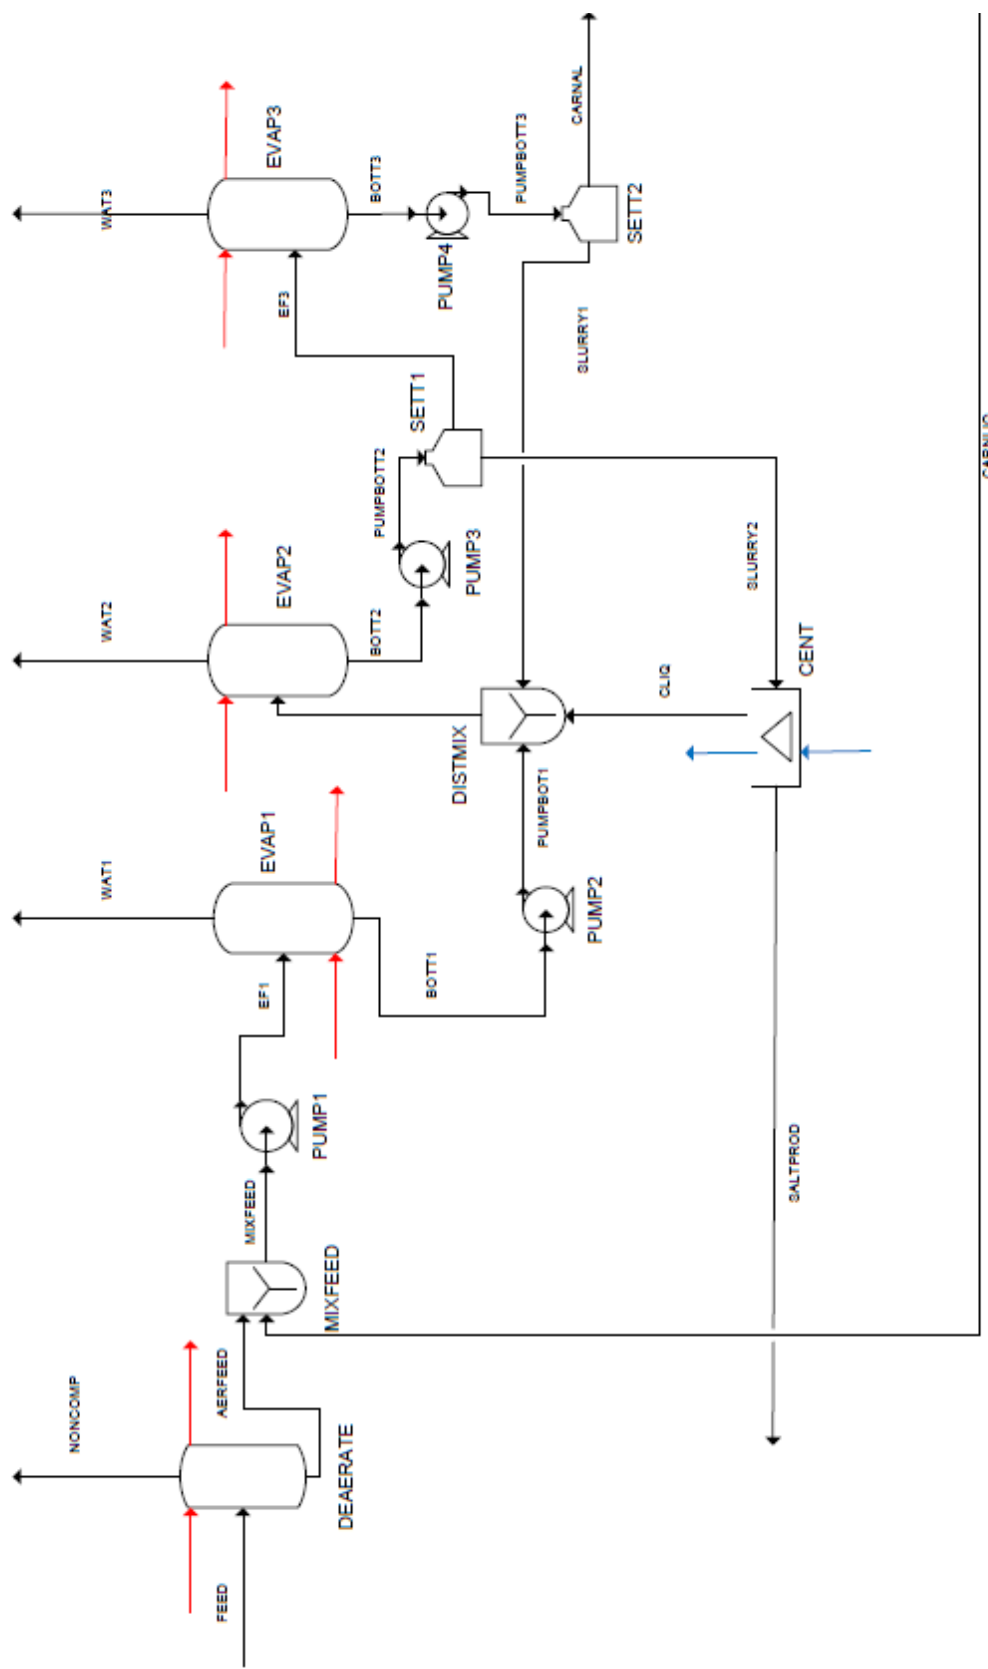 FEED
NONCOMP
DEAERATE
AERFEED
MIXFEED
MIXFEED
PUMP1
EF1
WAT1
EVAP1
BOTT1
PUMP2
PUMPBOT1
DISTMIX
WAT2
EVAP2
BOTT2
PUMP3
PUMPBOTT2
SETT1
EF3
WAT3
EVAP3
BOTT3
PUMP4
PUMPBOTT3
SETT2
CARNAL
SLURRY1
SLURRY2
CENT
CLIQ
SALTPROD